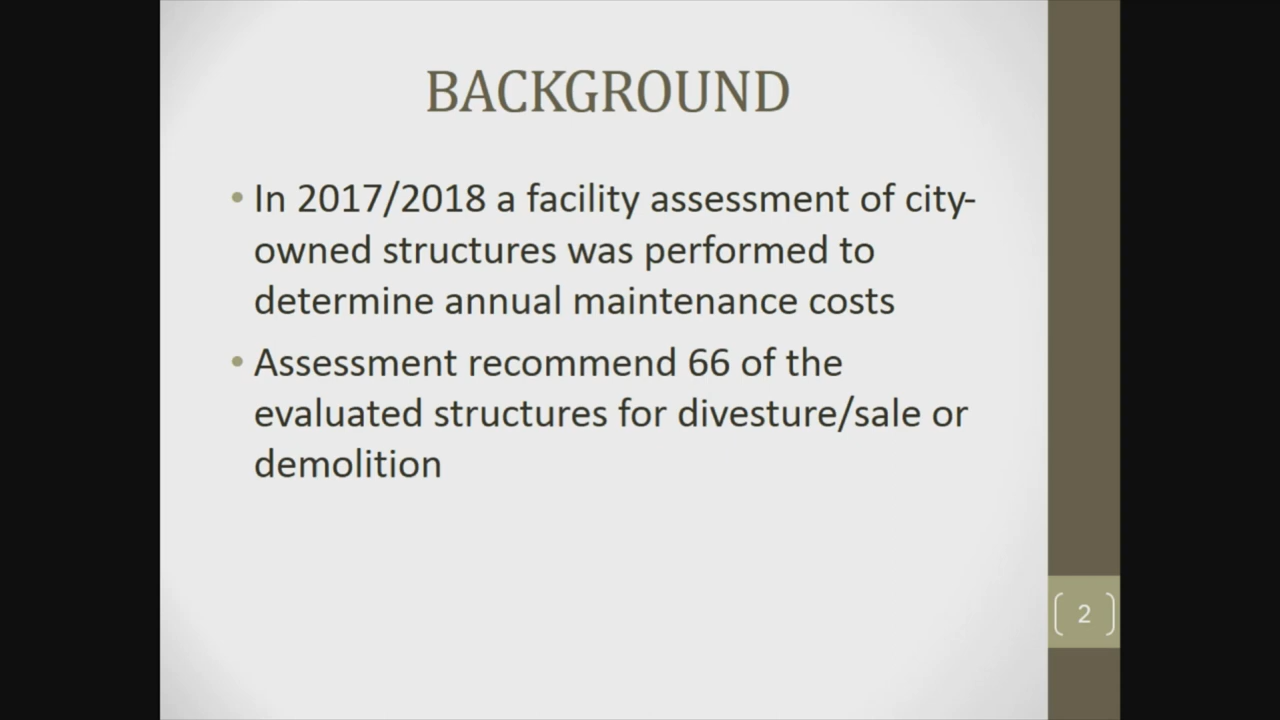 BACKGROUND
• In 2017/2018 a facility assessment of city-
owned structures was performed to
determine annual maintenance costs
• Assessment recommend 66 of the
evaluated structures for divesture/sale or
demolition
2